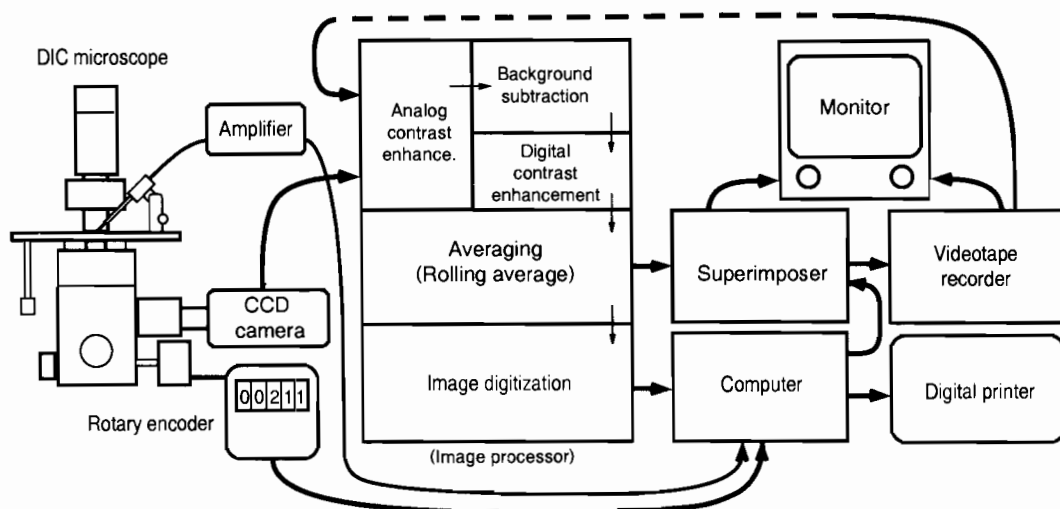 DIC microscope
Amplifier
CCD
camera
00211
Rotary encoder
Analog
contrast
enhance.
Background
subtraction
Digital
contrast
enhancement
Averaging
(Rolling average)
Image digitization
(Image processor)
Monitor
Superimposer
Videotape
recorder
Computer
Digital printer